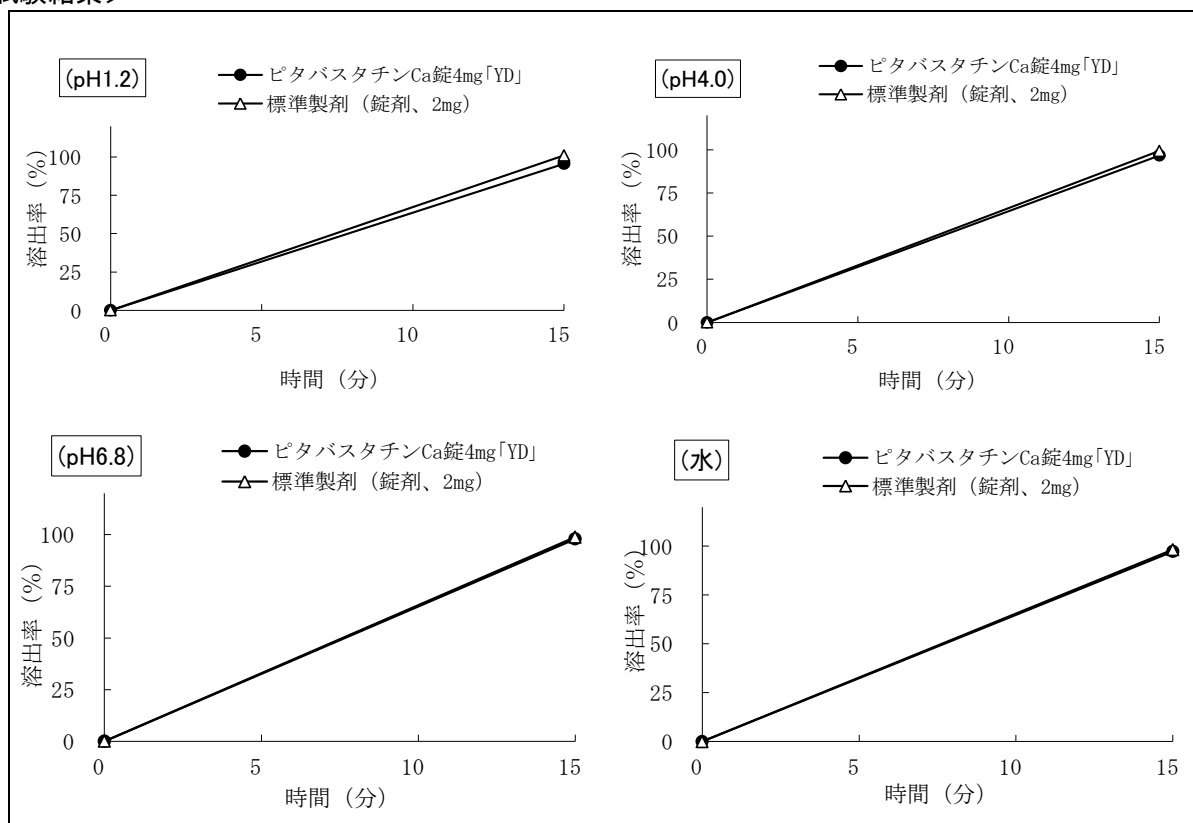 試験結果>
(pH1.2)
ピタバスタチンCa錠4mg「YD」
標準製剤（錠剤、2mg）
溶出率（%）
100
75
50
25
0
0 5 10 15
時間（分）
(pH4.0)
ピタバスタチンCa錠4mg「YD」
標準製剤（錠剤、2mg）
溶出率（%）
100
75
50
25
0
0 5 10 15
時間（分）
(pH6.8)
ピタバスタチンCa錠4mg「YD」
標準製剤（錠剤、2mg）
溶出率（%）
100
75
50
25
0
0 5 10 15
時間（分）
(水)
ピタバスタチンCa錠4mg「YD」
標準製剤（錠剤、2mg）
溶出率（%）
100
75
50
25
0
0 5 10 15
時間（分）